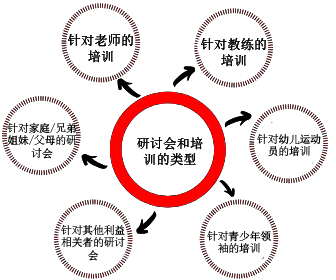 针对老师的
培训
针对教练的
培训
针对家庭/兄弟
姐妹/父母的研
讨会
研讨会和培
训的类型
针对幼儿运动
员的培训
针对其他利益
相关者的研讨
会
针对青少年领
袖的培训